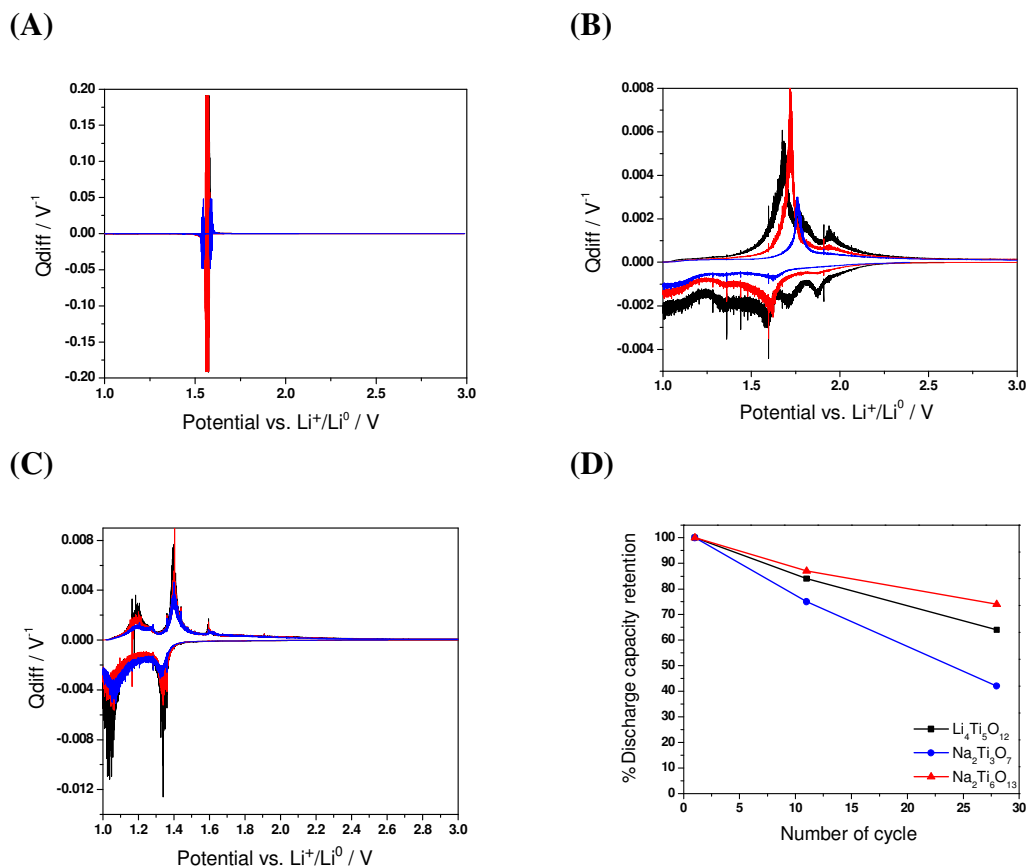 (A)
(B)
0.20
0.15
0.10
0.05
0.00
-0.05
-0.10
-0.15
0.20
Qdiff / V⁻¹
1.0 1.5 2.0 2.5 3.0
Potential vs. Li⁺/Li⁰ / V
0.008
0.006
0.004
0.002
0.000
-0.002
-0.004
Qdiff / V⁻¹
1.0 1.5 2.0 2.5 3.0
Potential vs. Li⁺/Li⁰ / V
(C)
(D)
0.008
0.004
0.000
-0.004
-0.008
-0.012
Qdiff / V⁻¹
1.0 1.2 1.4 1.6 1.8 2.0 2.2 2.4 2.6 2.8 3.0
Potential vs. Li⁺/Li⁰ / V
100
90
80
70
60
50
40
30
20
10
0
% Discharge capacity retention
Li₄Ti₅O₁₂
Na₂Ti₃O₇
Na₂Ti₆O₁₃
0 5 10 15 20 25 30
Number of cycle